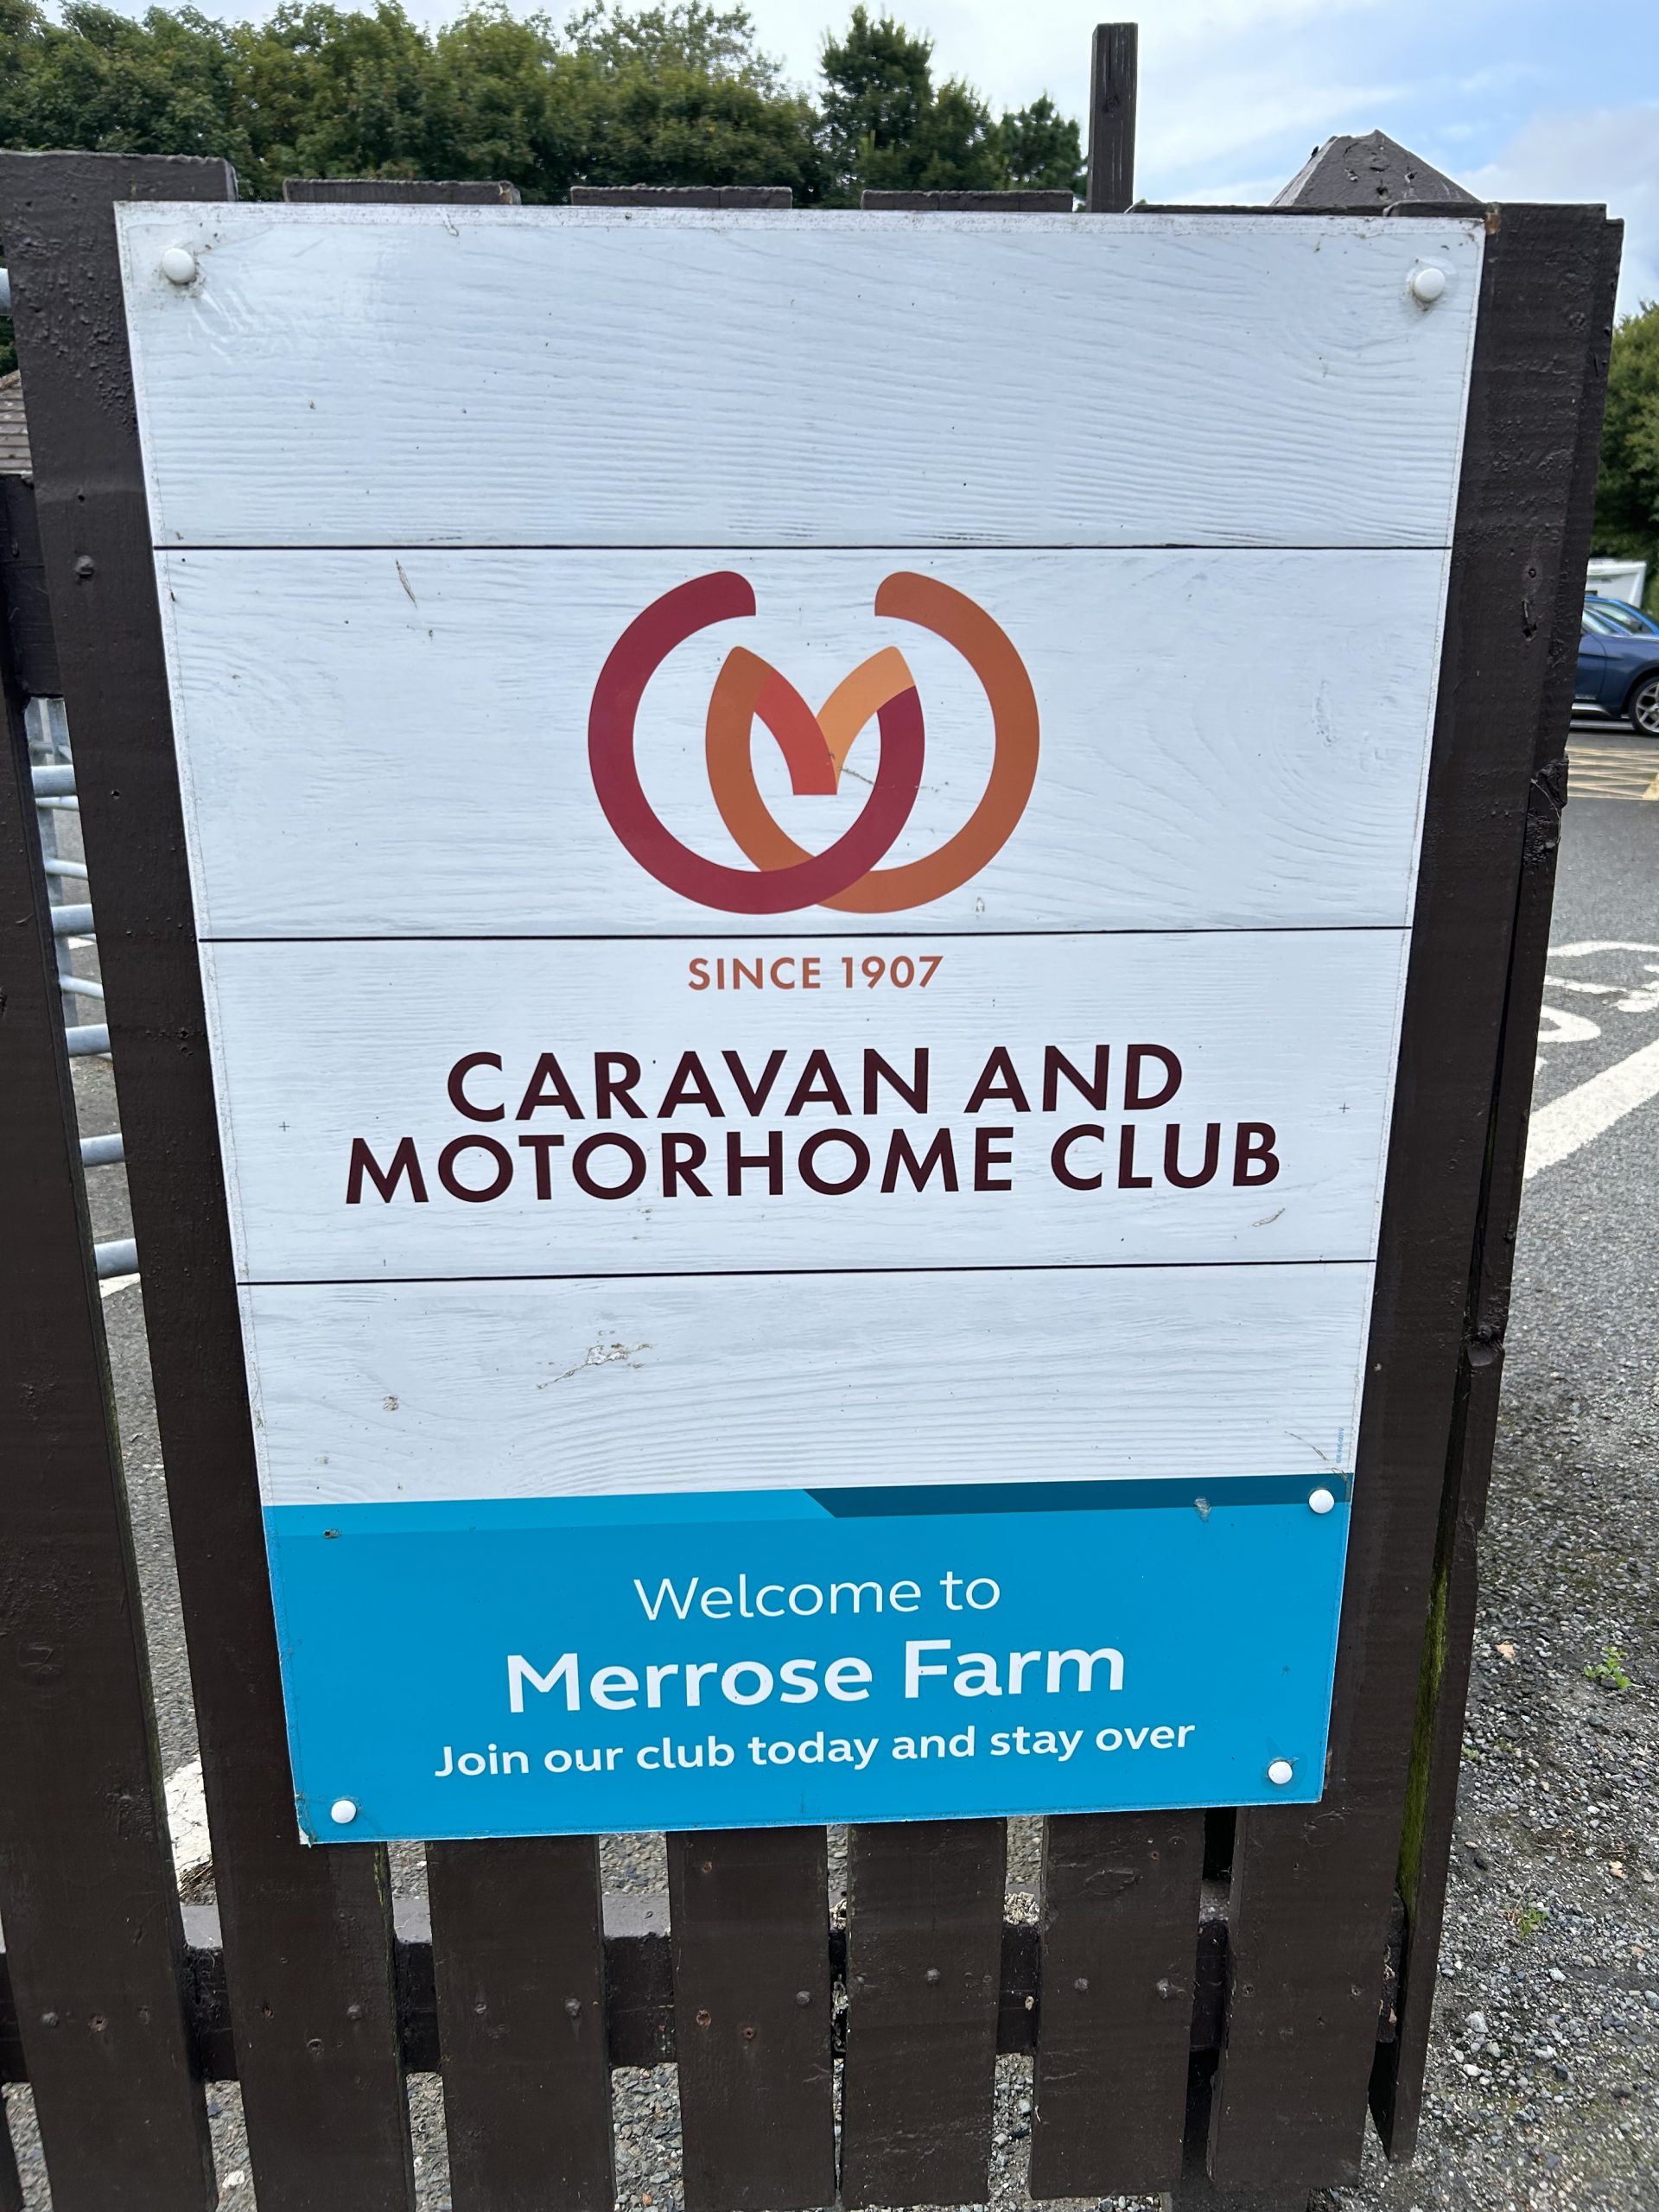 SINCE 1907
CARAVAN AND
MOTORHOME CLUB
Welcome to
Merrose Farm
Join our club today and stay over